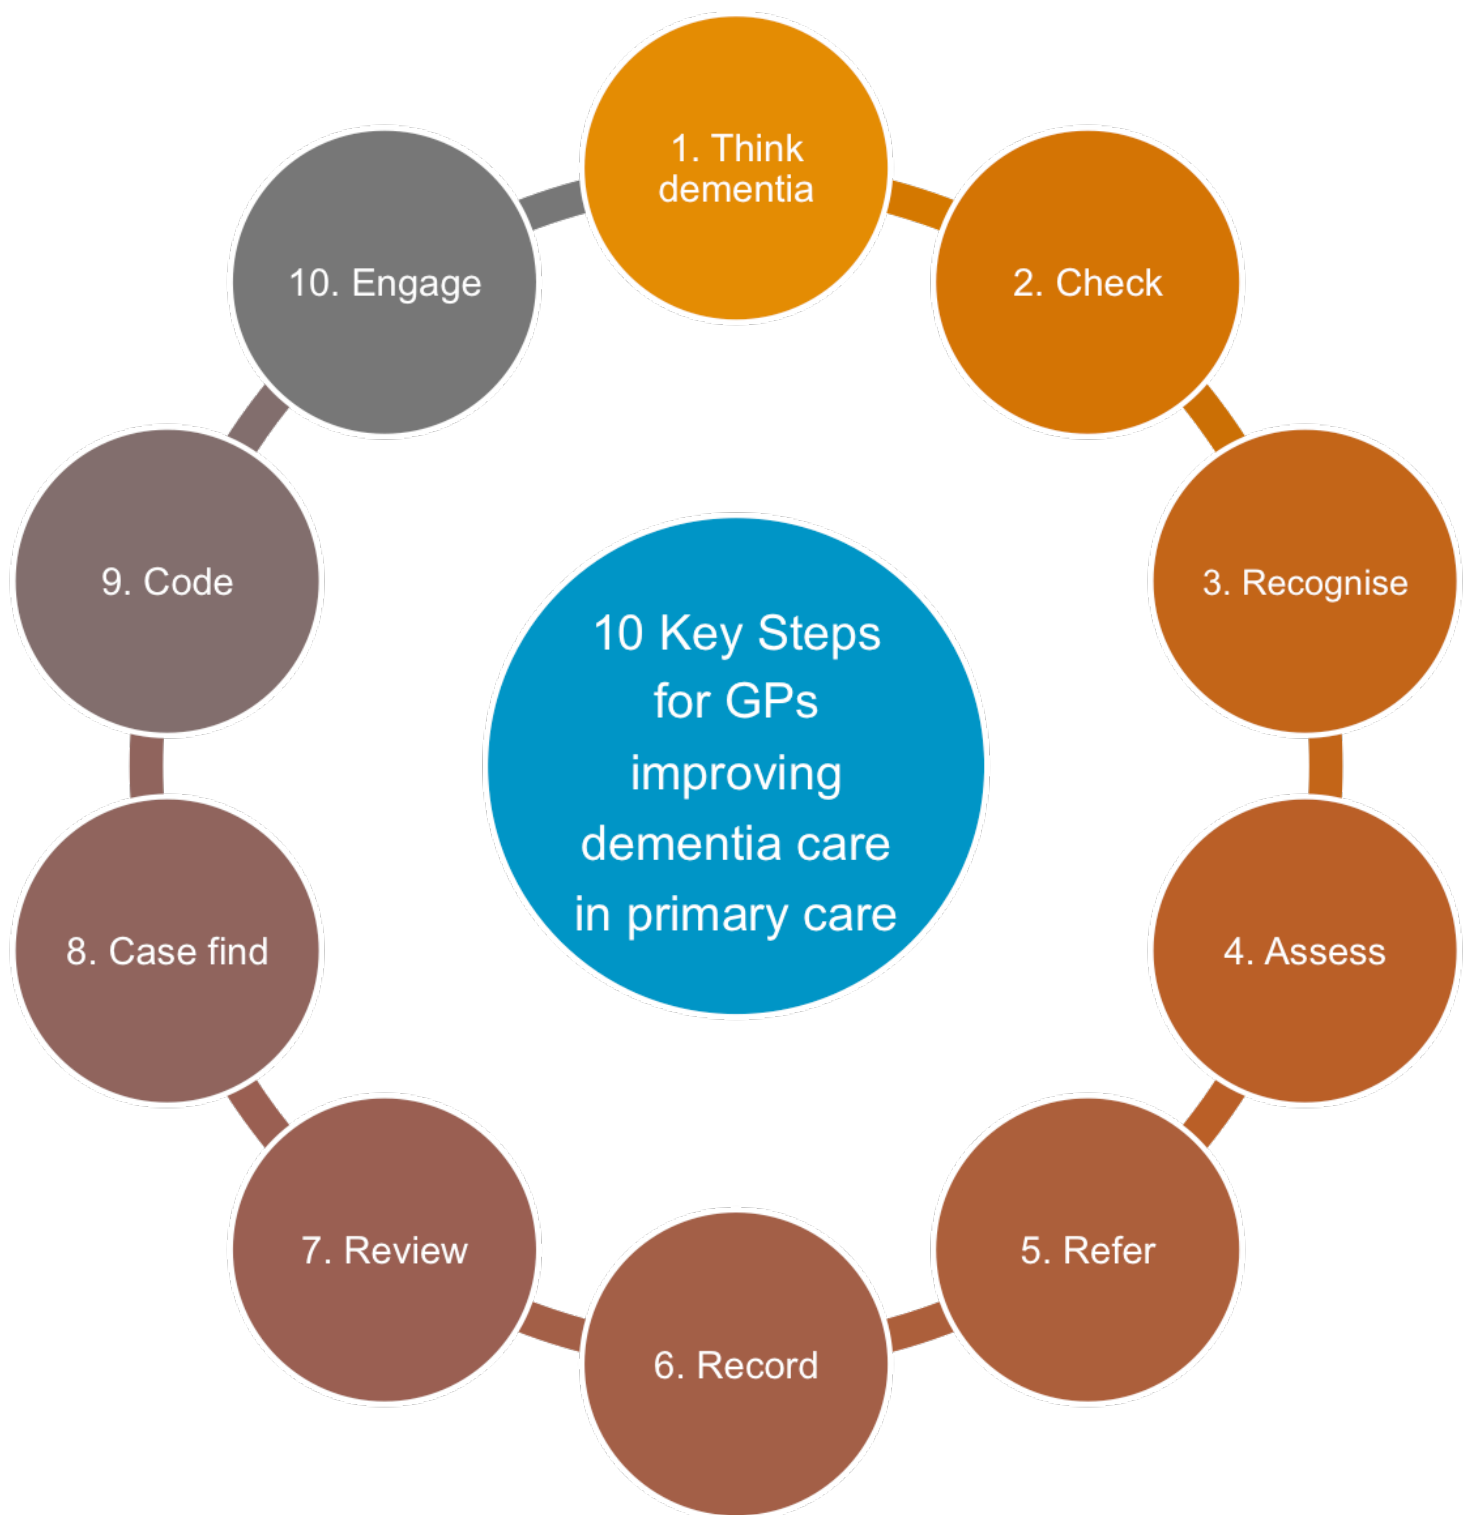 10 Key Steps
for GPs
improving
dementia care
in primary care
1. Think
dementia
2. Check
3. Recognise
4. Assess
5. Refer
6. Record
7. Review
8. Case find
9. Code
10. Engage